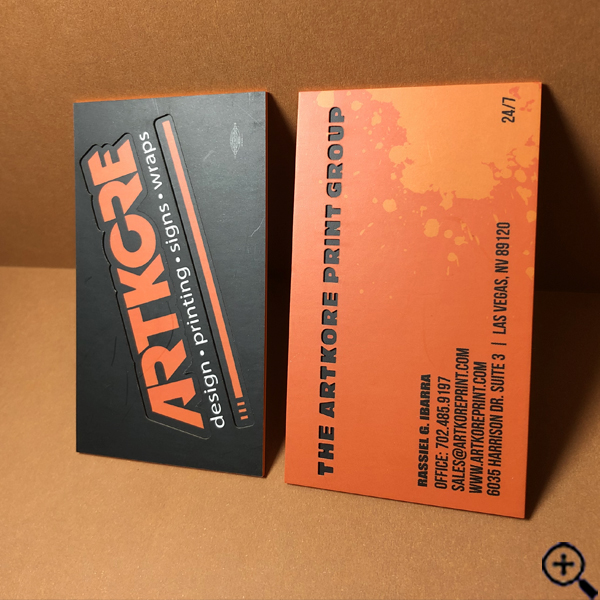 ARTKORE
design • printing • signs • wraps
THE ARTKORE PRINT GROUP
24/7
RASSIEL G. IBARRA
OFFICE: 702.485.9197
SALES@ARTKOREPRINT.COM
WWW.ARTKOREPRINT.COM
6035 HARRISON DR. SUITE 3 | LAS VEGAS, NV 89120